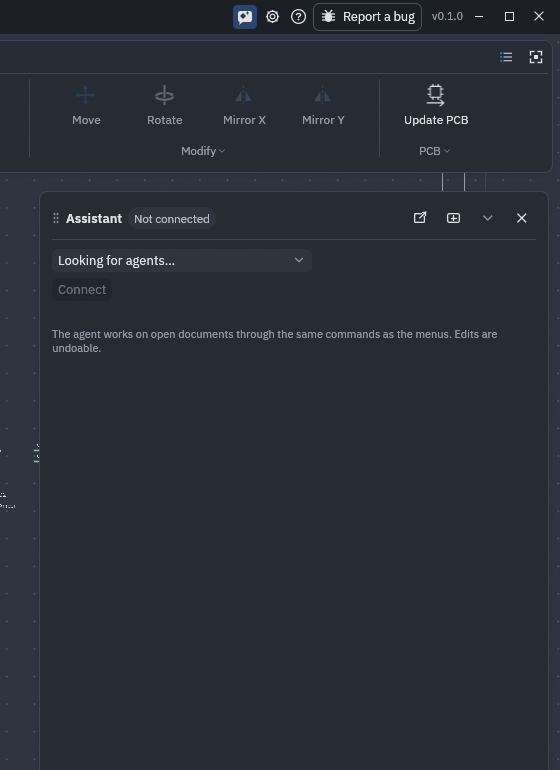 Report a bug
v0.1.0
Move
Rotate
Mirror X
Mirror Y
Update PCB
Modify
PCB
Assistant
Not connected
Looking for agents...
Connect
The agent works on open documents through the same commands as the menus. Edits are
undoable.